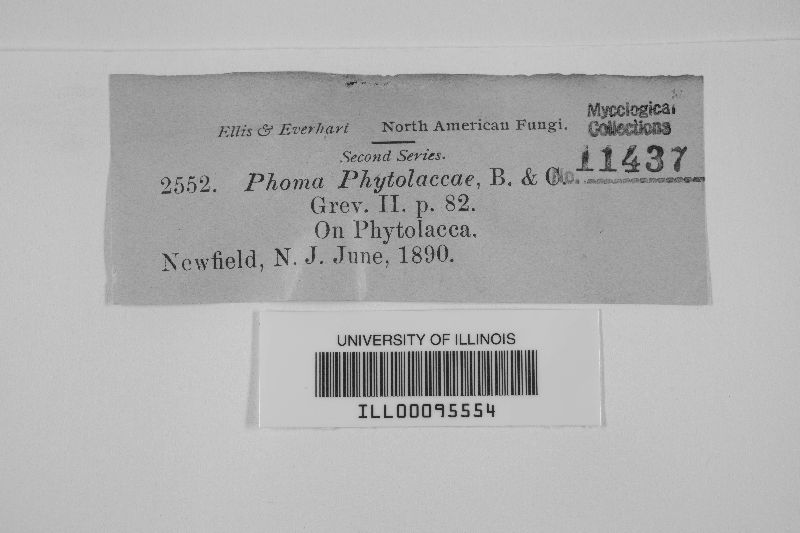 Ellis & Everhart North American Fungi.
Second Series.
Mycological
Collections
No. 11437
2552. Phoma Phytolaccae, B. & C.
Grev. II. p. 82.
On Phytolacca.
Newfield, N. J. June, 1890.
UNIVERSITY OF ILLINOIS
ILL00095554